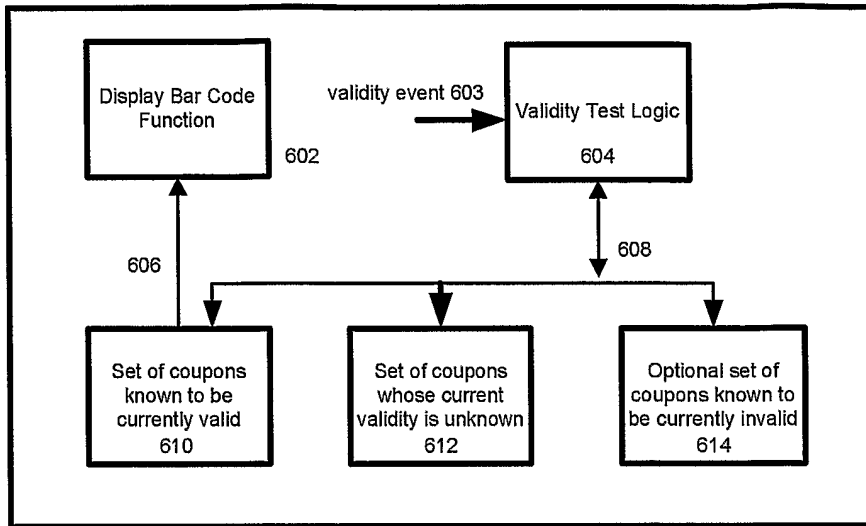 Display Bar Code
Function
602
validity event 603
Validity Test Logic
604
606
608
Set of coupons
known to be
currently valid
610
Set of coupons
whose current
validity is unknown
612
Optional set of
coupons known to
be currently invalid
614